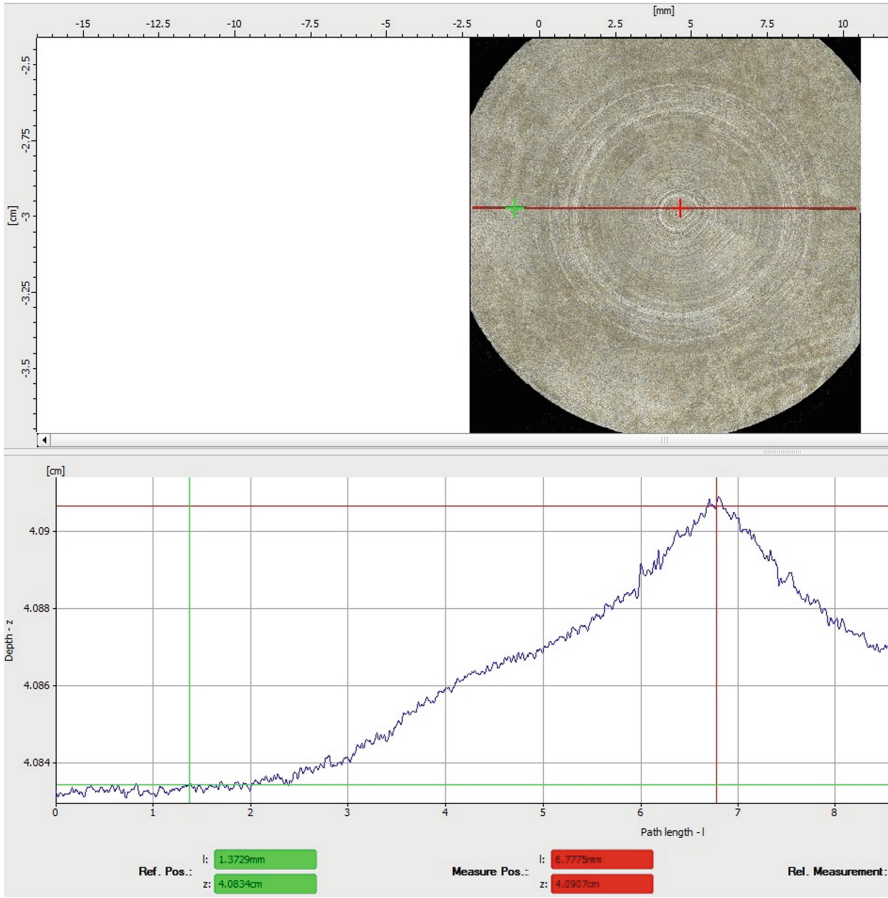 [mm]
-15 -12.5 -10 -7.5 -5 -2.5 0 2.5 5 7.5 10
-2.5
-2.75
[cm]
-3
-3.25
-3.5
[cm]
4.09
4.088
Depth - z
4.086
4.084
0 1 2 3 4 5 6 7 8
Path length - l
l: 1.3729mm l: 6.7775mm
Ref. Pos.: Measure Pos.: Rel. Measurement:
z: 4.0834cm z: 4.0907cm